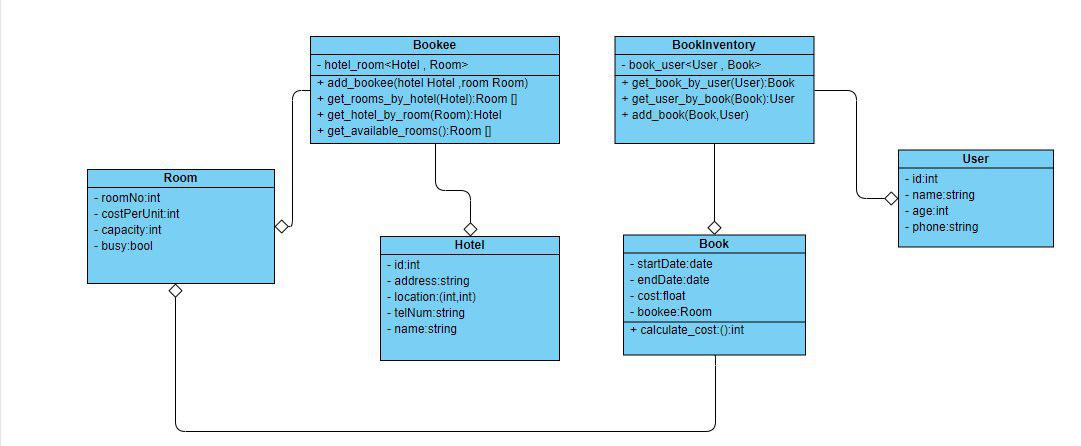 Bookee
- hotel_room<Hotel , Room>
+ add_bookee(hotel Hotel ,room Room)
+ get_rooms_by_hotel(Hotel):Room []
+ get_hotel_by_room(Room):Hotel
+ get_available_rooms():Room []
BookInventory
- book_user<User , Book>
+ get_book_by_user(User):Book
+ get_user_by_book(Book):User
+ add_book(Book,User)
User
- id:int
- name:string
- age:int
- phone:string
Room
- roomNo:int
- costPerUnit:int
- capacity:int
- busy:bool
Hotel
- id:int
- address:string
- location:(int,int)
- telNum:string
- name:string
Book
- startDate:date
- endDate:date
- cost:float
- bookee:Room
+ calculate_cost:():int